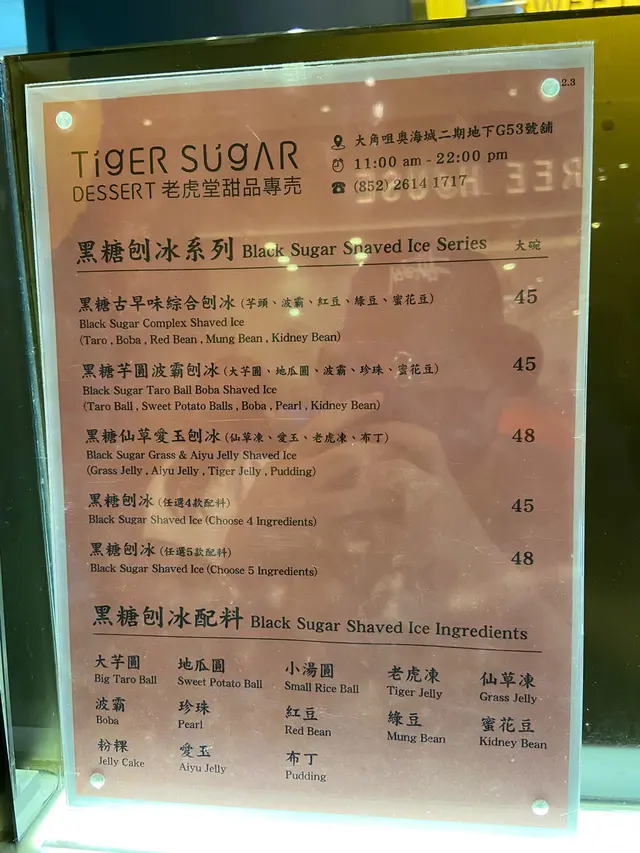 2.3
TiGER SUGAR
DESSERT 老虎堂甜品專売
大角咀奧海城二期地下G53號舖
11:00 am - 22:00 pm
(852) 2614 1717
黑糖刨冰系列 Black Sugar Shaved Ice Series 大碗
黑糖古早味綜合刨冰 (芋頭、波霸、紅豆、綠豆、蜜花豆) 45
Black Sugar Complex Shaved Ice
(Taro , Boba , Red Bean , Mung Bean , Kidney Bean)
黑糖芋圓波霸刨冰 (大芋圓、地瓜圓、波霸、珍珠、蜜花豆) 45
Black Sugar Taro Ball Boba Shaved Ice
(Taro Ball , Sweet Potato Balls , Boba , Pearl , Kidney Bean)
黑糖仙草愛玉刨冰 (仙草凍、愛玉、老虎凍、布丁) 48
Black Sugar Grass & Aiyu Jelly Shaved Ice
(Grass Jelly , Aiyu Jelly , Tiger Jelly , Pudding)
黑糖刨冰 (任選4款配料) 45
Black Sugar Shaved Ice (Choose 4 Ingredients)
黑糖刨冰 (任選5款配料) 48
Black Sugar Shaved Ice (Choose 5 Ingredients)
黑糖刨冰配料 Black Sugar Shaved Ice Ingredients
大芋圓 地瓜圓 小湯圓 老虎凍 仙草凍
Big Taro Ball Sweet Potato Ball Small Rice Ball Tiger Jelly Grass Jelly
波霸 珍珠 紅豆 綠豆 蜜花豆
Boba Pearl Red Bean Mung Bean Kidney Bean
粉粿 愛玉 布丁
Jelly Cake Aiyu Jelly Pudding